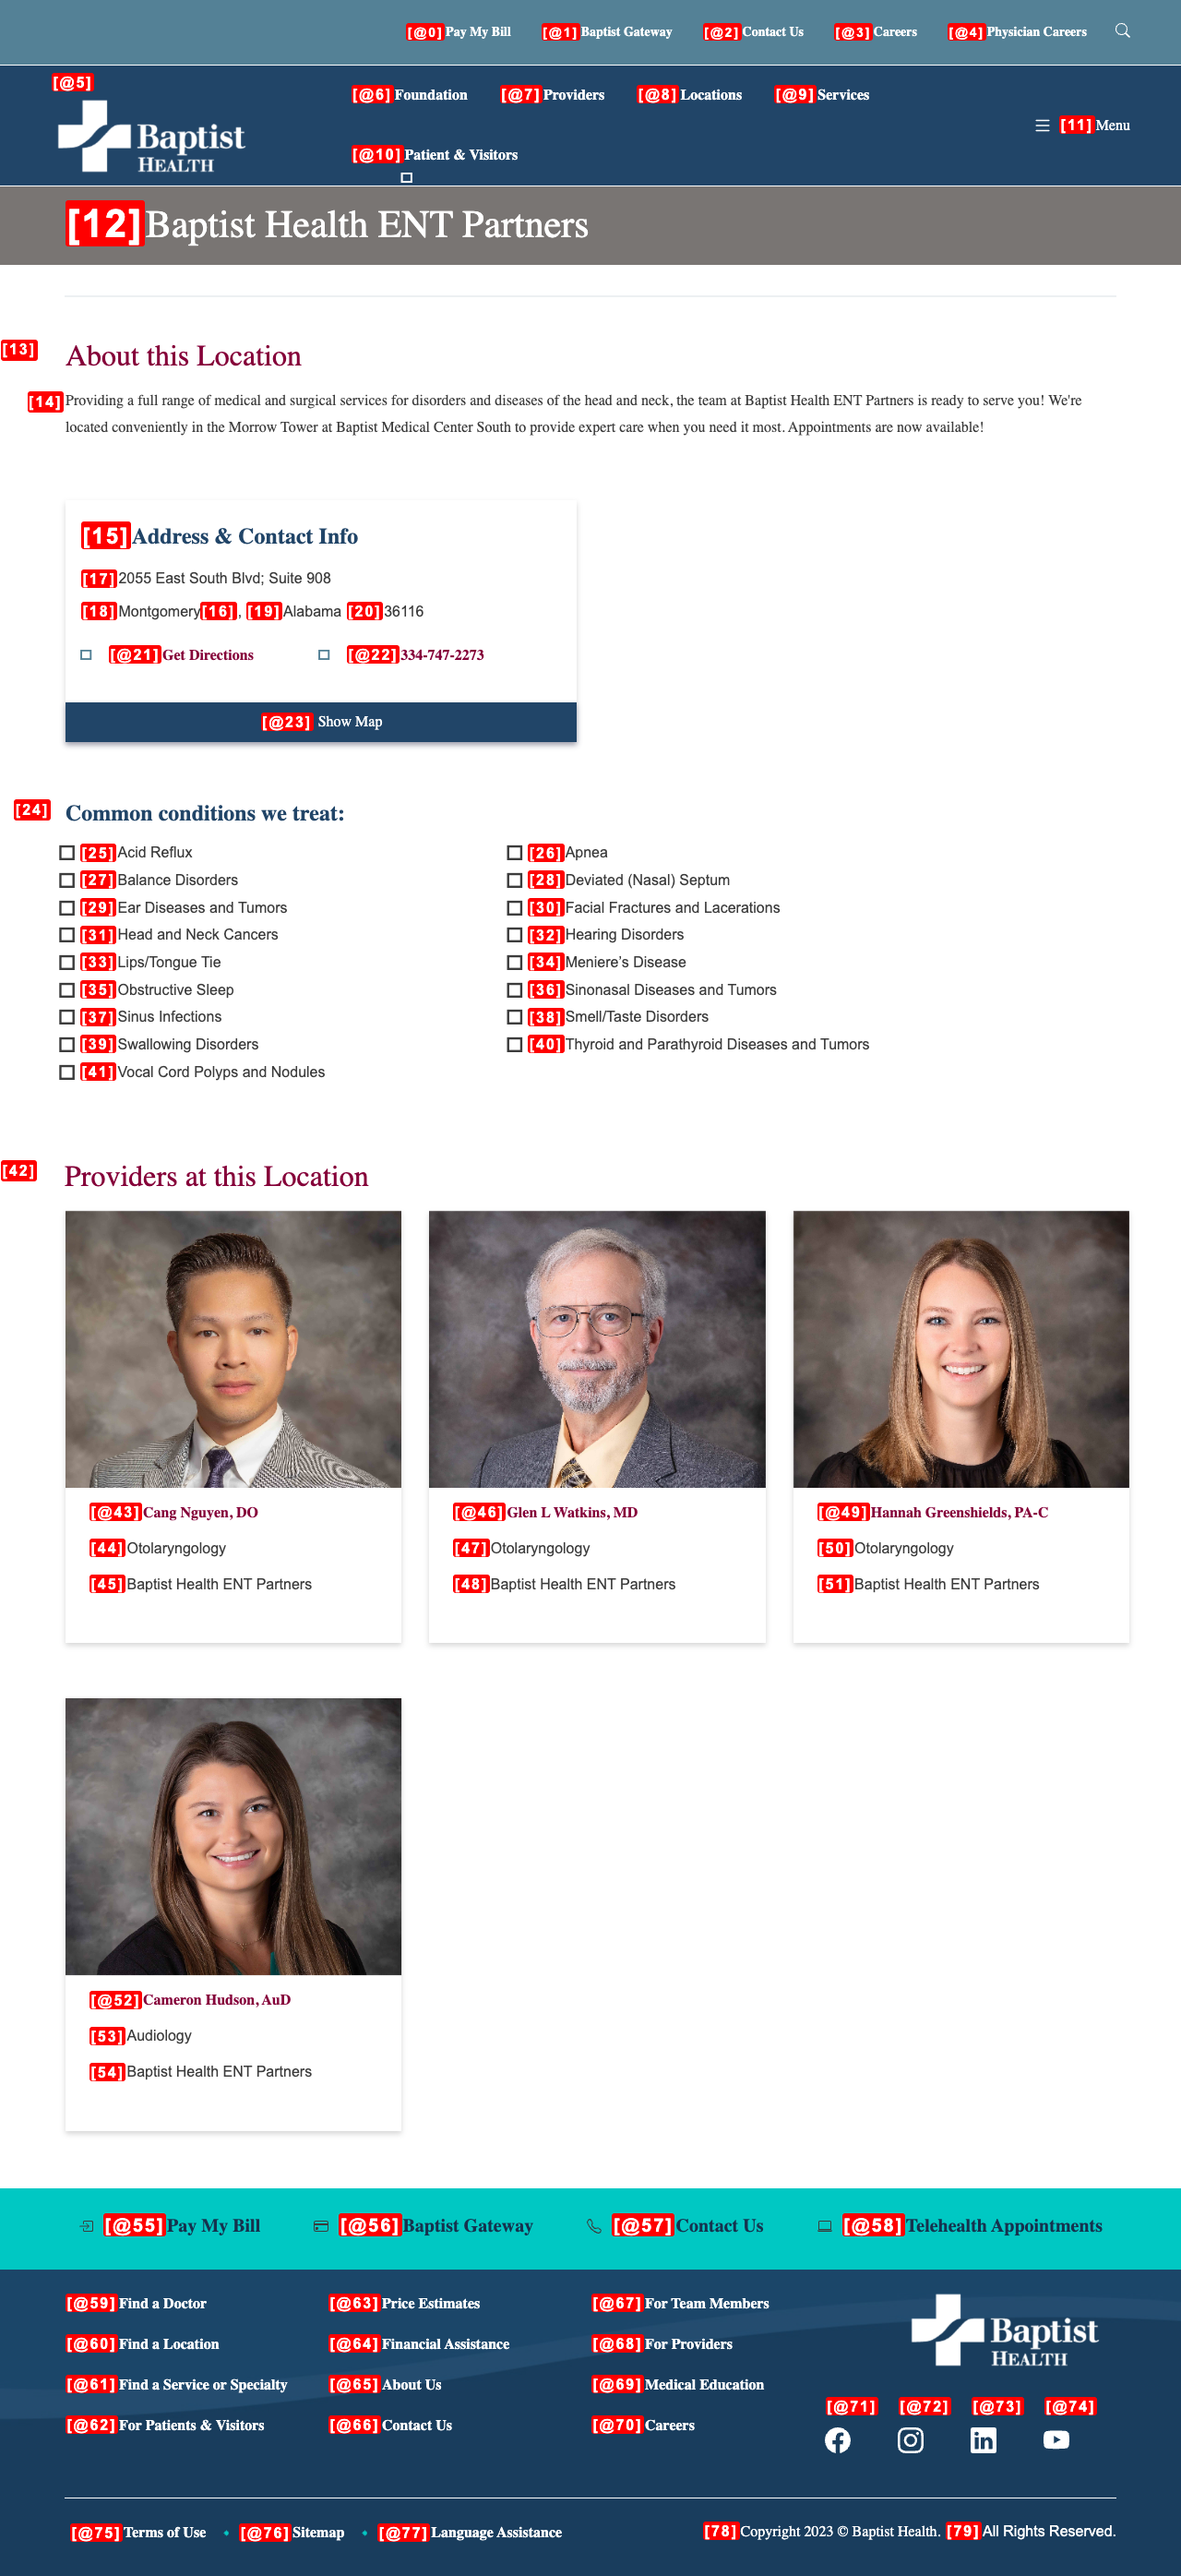 [@0]Pay My Bill [@1]Baptist Gateway [@2]Contact Us [@3]Careers [@4]Physician Careers
[@5]
Baptist
HEALTH
[@6]Foundation [@7]Providers [@8]Locations [@9]Services
[@10]Patient & Visitors
[11]Menu
[12]Baptist Health ENT Partners
[13] About this Location
[14]Providing a full range of medical and surgical services for disorders and diseases of the head and neck, the team at Baptist Health ENT Partners is ready to serve you! We're
located conveniently in the Morrow Tower at Baptist Medical Center South to provide expert care when you need it most. Appointments are now available!
[15]Address & Contact Info
[17]2055 East South Blvd; Suite 908
[18]Montgomery[16], [19]Alabama [20]36116
[@21]Get Directions [@22]334-747-2273
[@23] Show Map
[24] Common conditions we treat:
[25]Acid Reflux [26]Apnea
[27]Balance Disorders [28]Deviated (Nasal) Septum
[29]Ear Diseases and Tumors [30]Facial Fractures and Lacerations
[31]Head and Neck Cancers [32]Hearing Disorders
[33]Lips/Tongue Tie [34]Meniere’s Disease
[35]Obstructive Sleep [36]Sinonasal Diseases and Tumors
[37]Sinus Infections [38]Smell/Taste Disorders
[39]Swallowing Disorders [40]Thyroid and Parathyroid Diseases and Tumors
[41]Vocal Cord Polyps and Nodules
[42] Providers at this Location
[@43]Cang Nguyen, DO
[44]Otolaryngology
[45]Baptist Health ENT Partners
[@46]Glen L Watkins, MD
[47]Otolaryngology
[48]Baptist Health ENT Partners
[@49]Hannah Greenshields, PA-C
[50]Otolaryngology
[51]Baptist Health ENT Partners
[@52]Cameron Hudson, AuD
[53]Audiology
[54]Baptist Health ENT Partners
[@55]Pay My Bill [@56]Baptist Gateway [@57]Contact Us [@58]Telehealth Appointments
[@59]Find a Doctor
[@60]Find a Location
[@61]Find a Service or Specialty
[@62]For Patients & Visitors
[@63]Price Estimates
[@64]Financial Assistance
[@65]About Us
[@66]Contact Us
[@67]For Team Members
[@68]For Providers
[@69]Medical Education
[@70]Careers
Baptist
HEALTH
[@71] [@72] [@73] [@74]
[@75]Terms of Use [@76]Sitemap [@77]Language Assistance
[78]Copyright 2023 © Baptist Health. [79]All Rights Reserved.